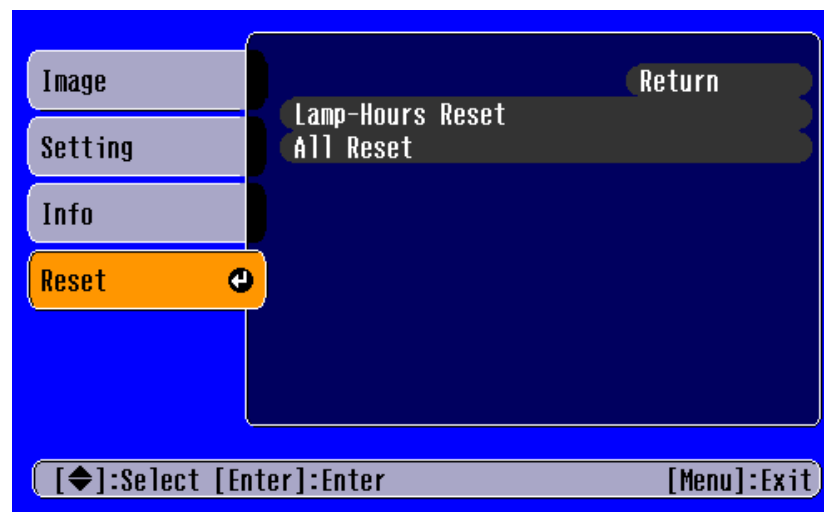 Image
Setting
Info
Reset
Return
Lamp-Hours Reset
All Reset
[◆]:Select [Enter]:Enter [Menu]:Exit